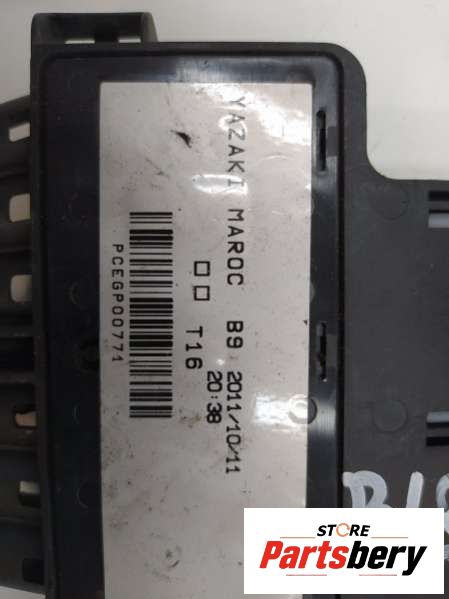 YAZAKI MAROC B9 2011/10/11
20:38
T16
PCEGP00771
STORE
Partsbery